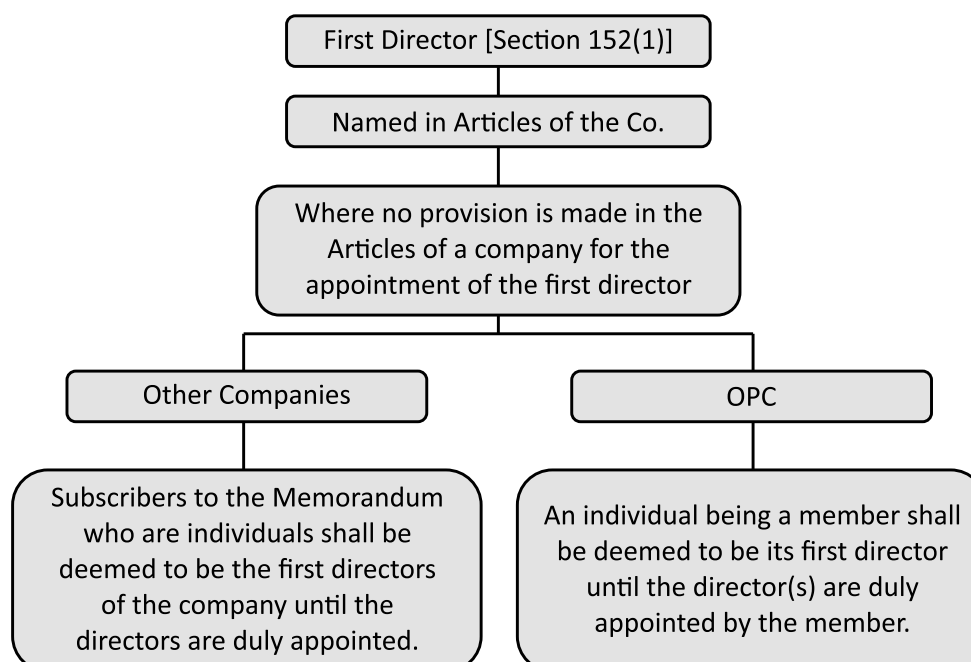 First Director [Section 152(1)]
Named in Articles of the Co.
Where no provision is made in the
Articles of a company for the
appointment of the first director
Other Companies
OPC
Subscribers to the Memorandum
who are individuals shall be
deemed to be the first directors
of the company until the
directors are duly appointed.
An individual being a member shall
be deemed to be its first director
until the director(s) are duly
appointed by the member.